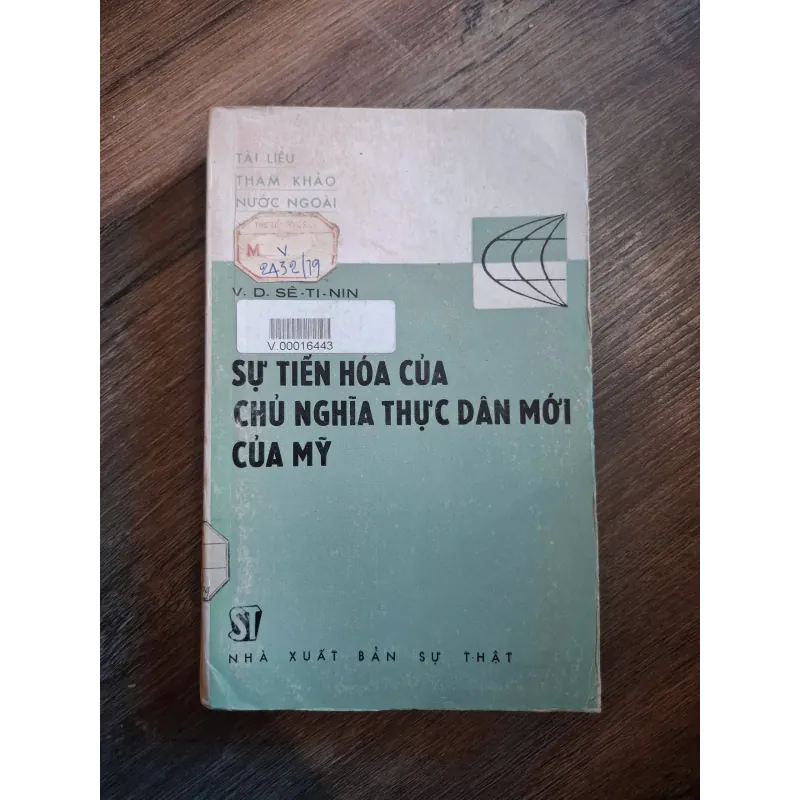 TÀI LIỆU
THAM KHẢO
NƯỚC NGOÀI
M V
2432/79
V. D. SÊ-TI-NIN
V.00016443
SỰ TIẾN HÓA CỦA
CHỦ NGHĨA THỰC DÂN MỚI
CỦA MỸ
ST
NHÀ XUẤT BẢN SỰ THẬT